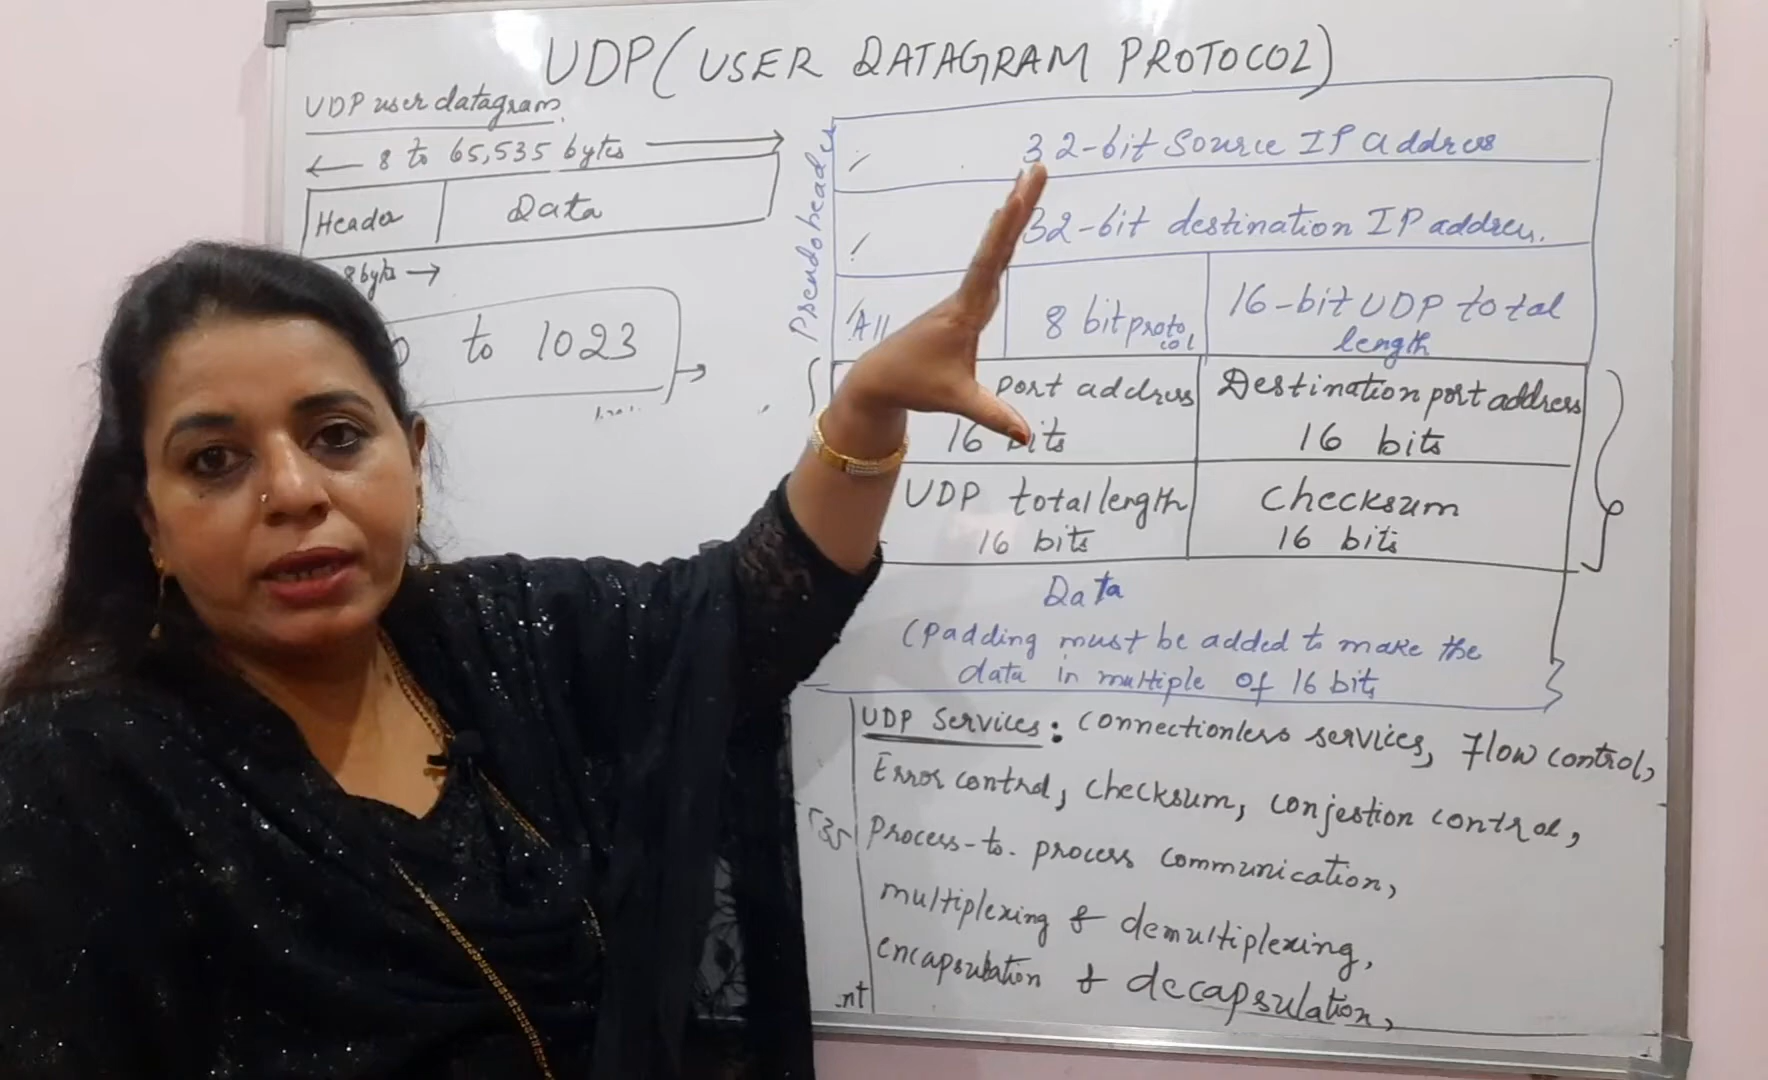 UDP (USER DATAGRAM PROTOCOL)
UDP user datagram.
8 to 65,535 bytes
Header Data
8 byts
to 1023
Pseudoheader
32-bit Source IP address
32-bit destination IP addres.
All 8 bit protocol 16-bit UDP total length
Port address Destination port address
16 bits 16 bits
UDP total length Checksum
16 bits 16 bits
Data
(Padding must be added to make the
data in multiple of 16 bits
UDP Services: Connectionless services, Flow control,
Error control, checksum, conjestion control,
Process-to-process communication,
multiplexing & demultiplexing,
encapsulation & decapsulation,